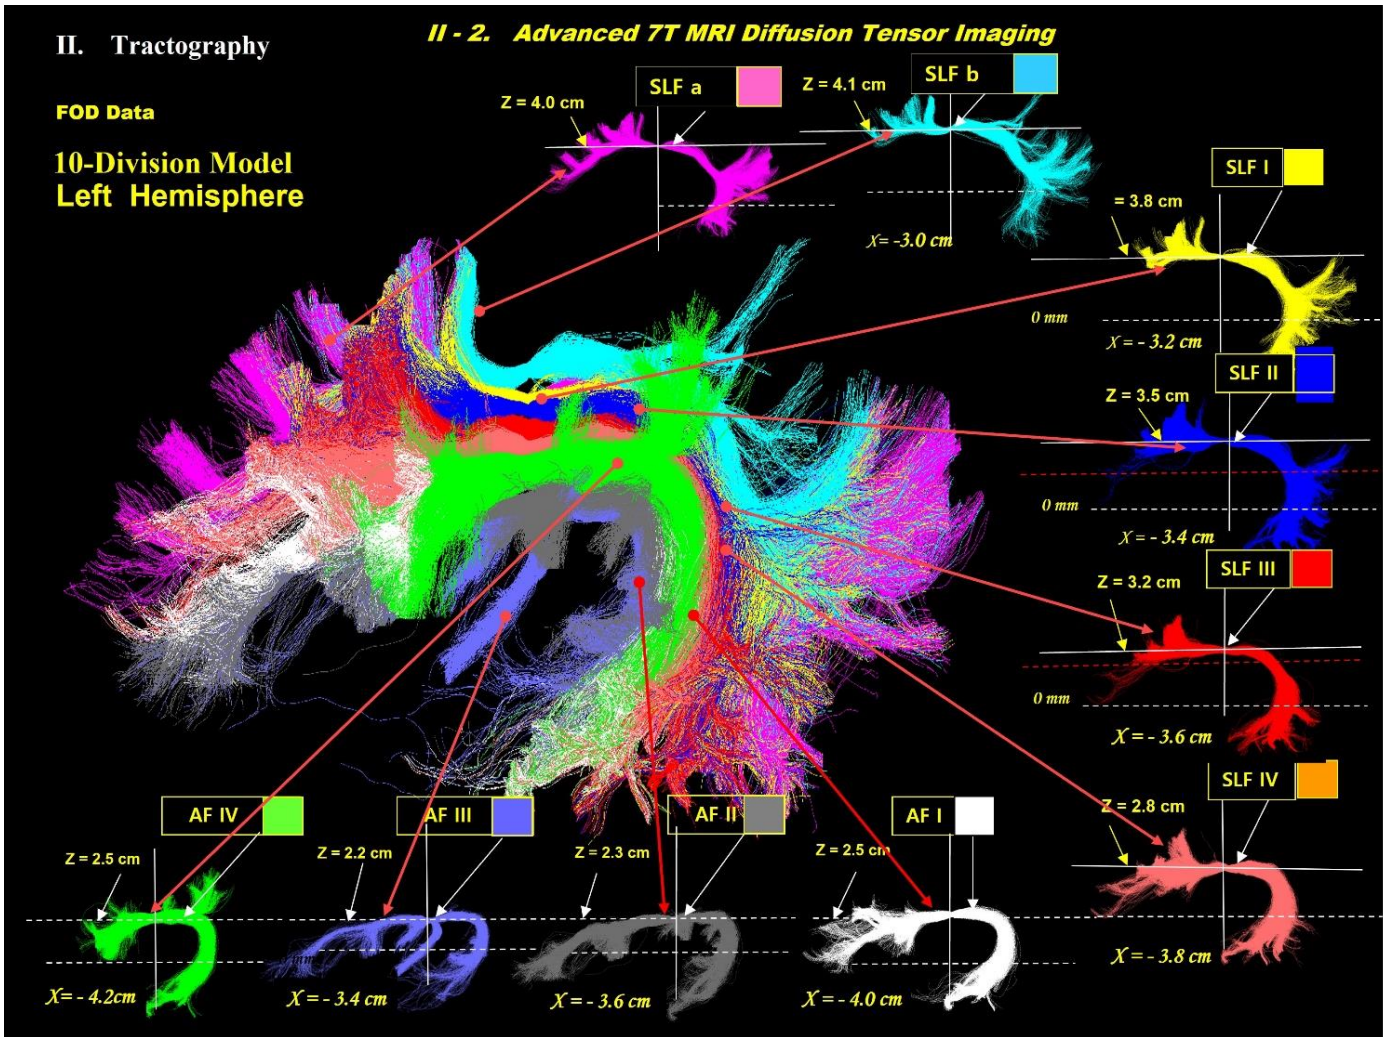 II. Tractography
II - 2. Advanced 7T MRI Diffusion Tensor Imaging
FOD Data
10-Division Model
Left Hemisphere
SLF a
Z = 4.0 cm
SLF b
Z = 4.1 cm
X= -3.0 cm
SLF I
= 3.8 cm
0 mm
X = - 3.2 cm
SLF II
Z = 3.5 cm
0 mm
X = - 3.4 cm
SLF III
Z = 3.2 cm
0 mm
X = - 3.6 cm
SLF IV
Z = 2.8 cm
X = - 3.8 cm
AF IV
Z = 2.5 cm
X= - 4.2cm
AF III
Z = 2.2 cm
mm
X = - 3.4 cm
AF II
Z = 2.3 cm
X = - 3.6 cm
AF I
Z = 2.5 cm
X = - 4.0 cm